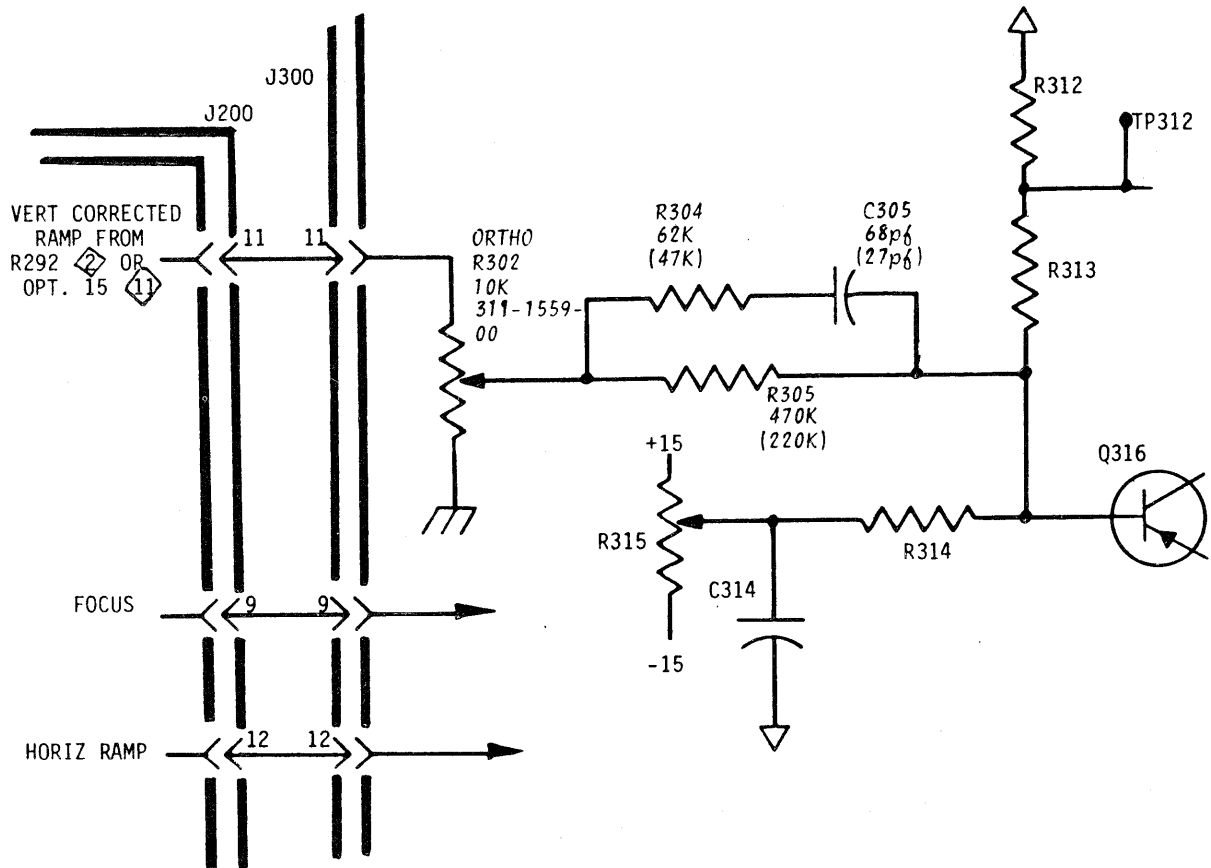 J300
J200
R312
TP312
VERT CORRECTED
RAMP FROM
R292 2 OR
OPT. 15 11
11 11
ORTHO
R302
10K
311-1559-
00
R304
62K
(47K)
C305
68pf
(27pf)
R313
R305
470K
(220K)
+15
R315
-15
R314
C314
Q316
FOCUS
9 9
HORIZ RAMP
12 12